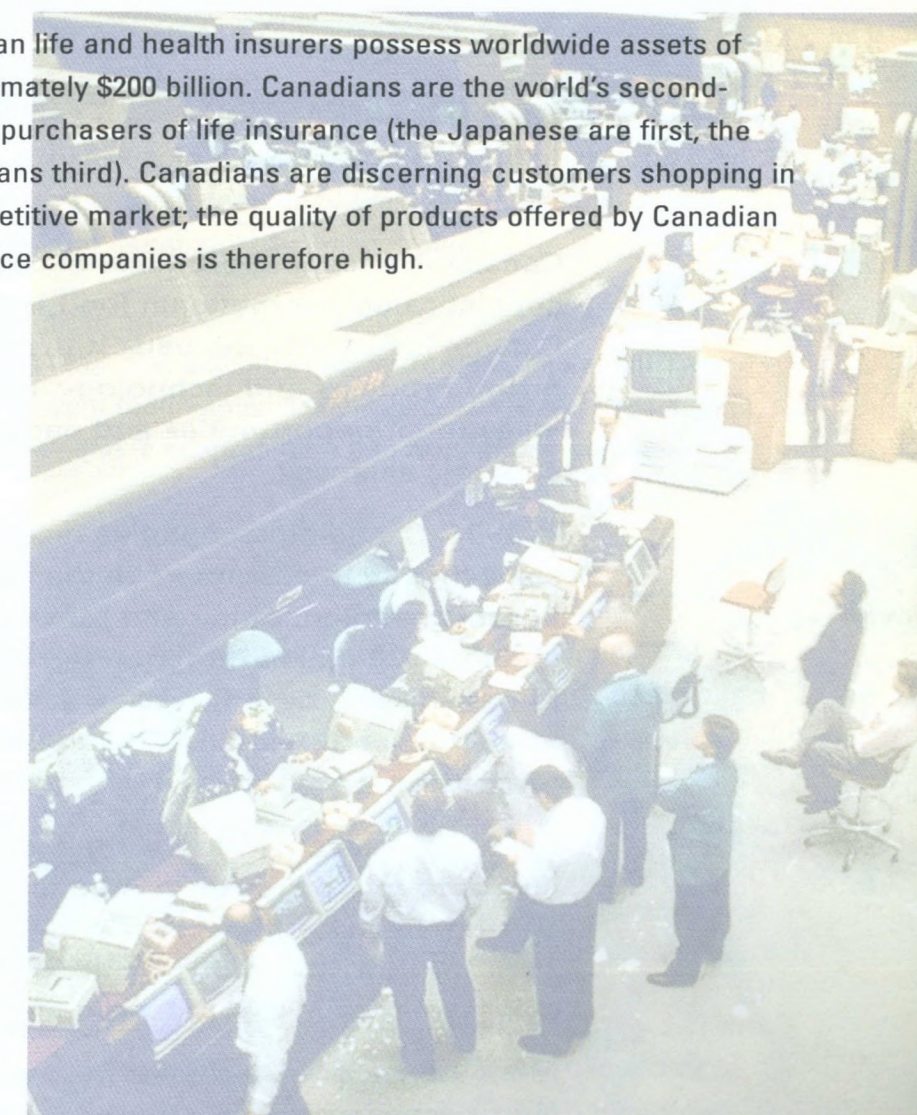 an life and health insurers possess worldwide assets of
mately $200 billion. Canadians are the world's second-
purchasers of life insurance (the Japanese are first, the
ans third). Canadians are discerning customers shopping in
etitive market; the quality of products offered by Canadian
ce companies is therefore high.